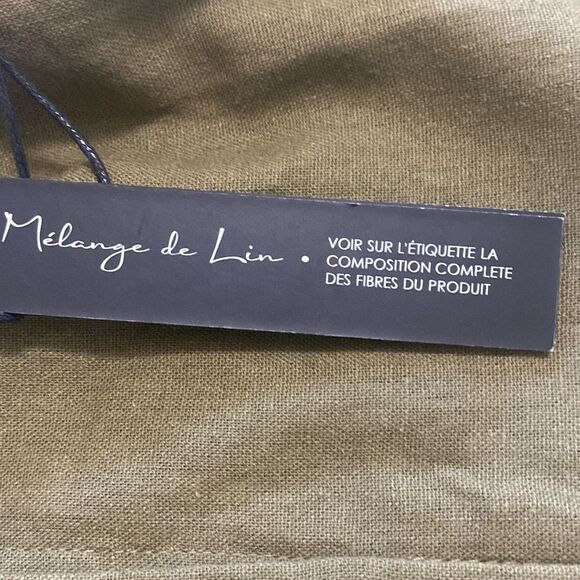 Mélange de Lin •
VOIR SUR L'ÉTIQUETTE LA
COMPOSITION COMPLETE
DES FIBRES DU PRODUIT